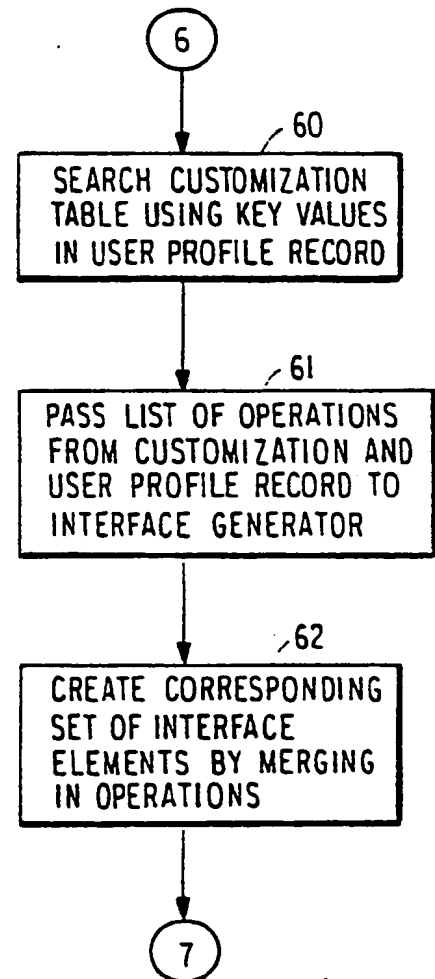 6
60
SEARCH CUSTOMIZATION
TABLE USING KEY VALUES
IN USER PROFILE RECORD
61
PASS LIST OF OPERATIONS
FROM CUSTOMIZATION AND
USER PROFILE RECORD TO
INTERFACE GENERATOR
62
CREATE CORRESPONDING
SET OF INTERFACE
ELEMENTS BY MERGING
IN OPERATIONS
7